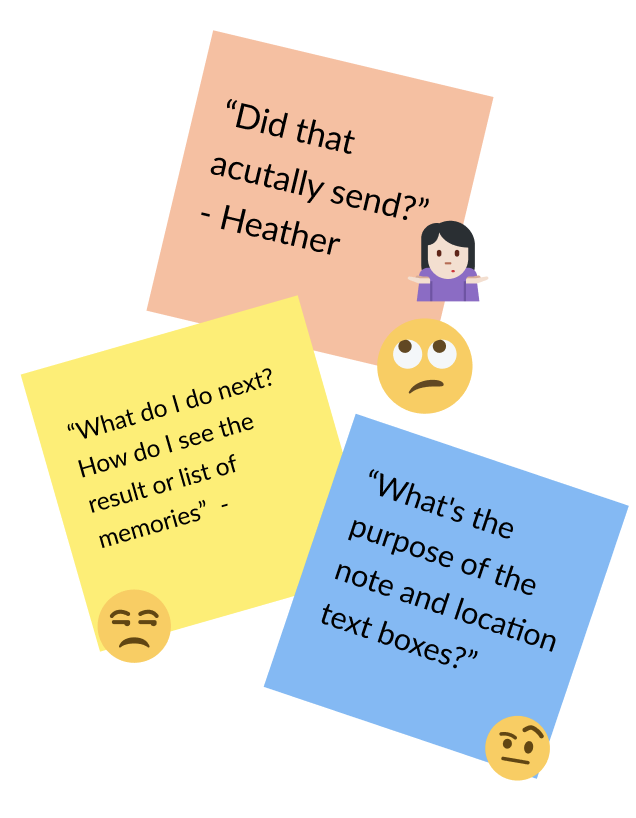 “Did that
acutally send?”
- Heather
“What do I do next?
How do I see the
result or list of
memories”  -
“What's the
purpose of the
note and location
text boxes?”